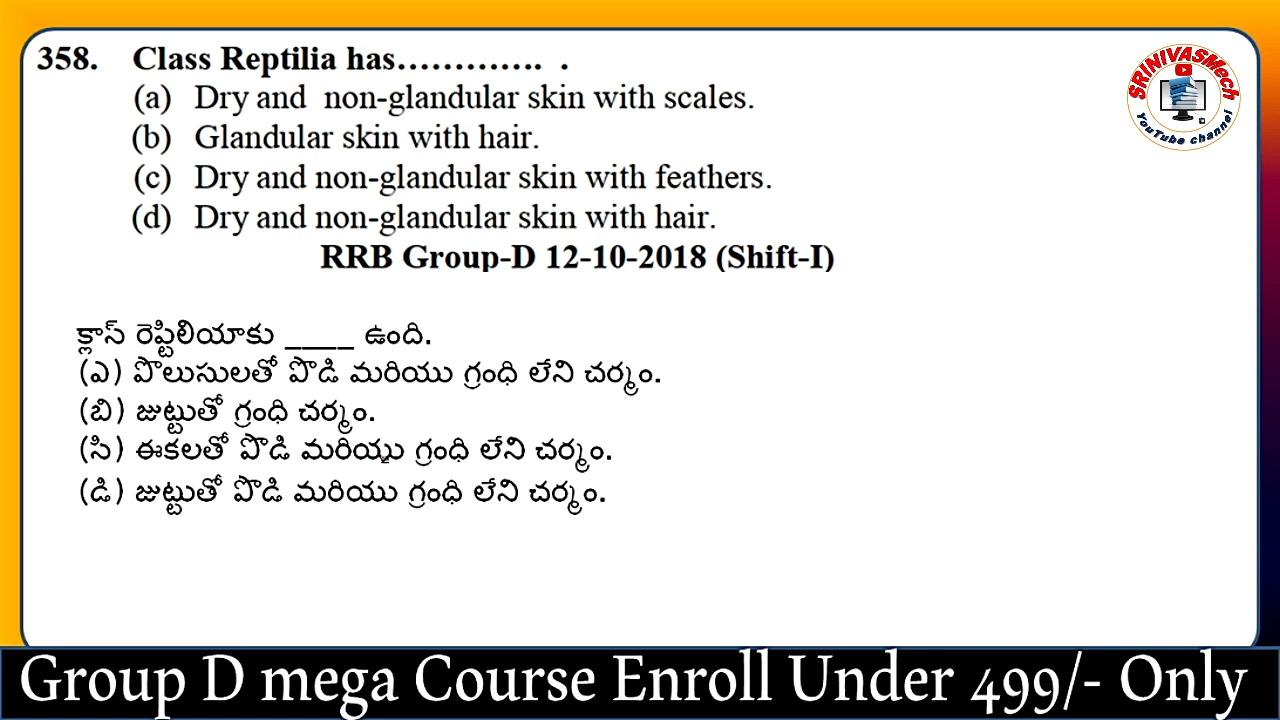 358. Class Reptilia has…………. .
(a) Dry and non-glandular skin with scales.
(b) Glandular skin with hair.
(c) Dry and non-glandular skin with feathers.
(d) Dry and non-glandular skin with hair.
RRB Group-D 12-10-2018 (Shift-I)
క్లాస్ రెప్టిలియాకు ____ ఉంది.
(ఎ) పొలుసులతో పొడి మరియు గ్రంధి లేని చర్మం.
(బి) జుట్టుతో గ్రంధి చర్మం.
(సి) ఈకలతో పొడి మరియు గ్రంధి లేని చర్మం.
(డి) జుట్టుతో పొడి మరియు గ్రంధి లేని చర్మం.
SRINIVASMech
YouTube channel
Group D mega Course Enroll Under 499/- Only